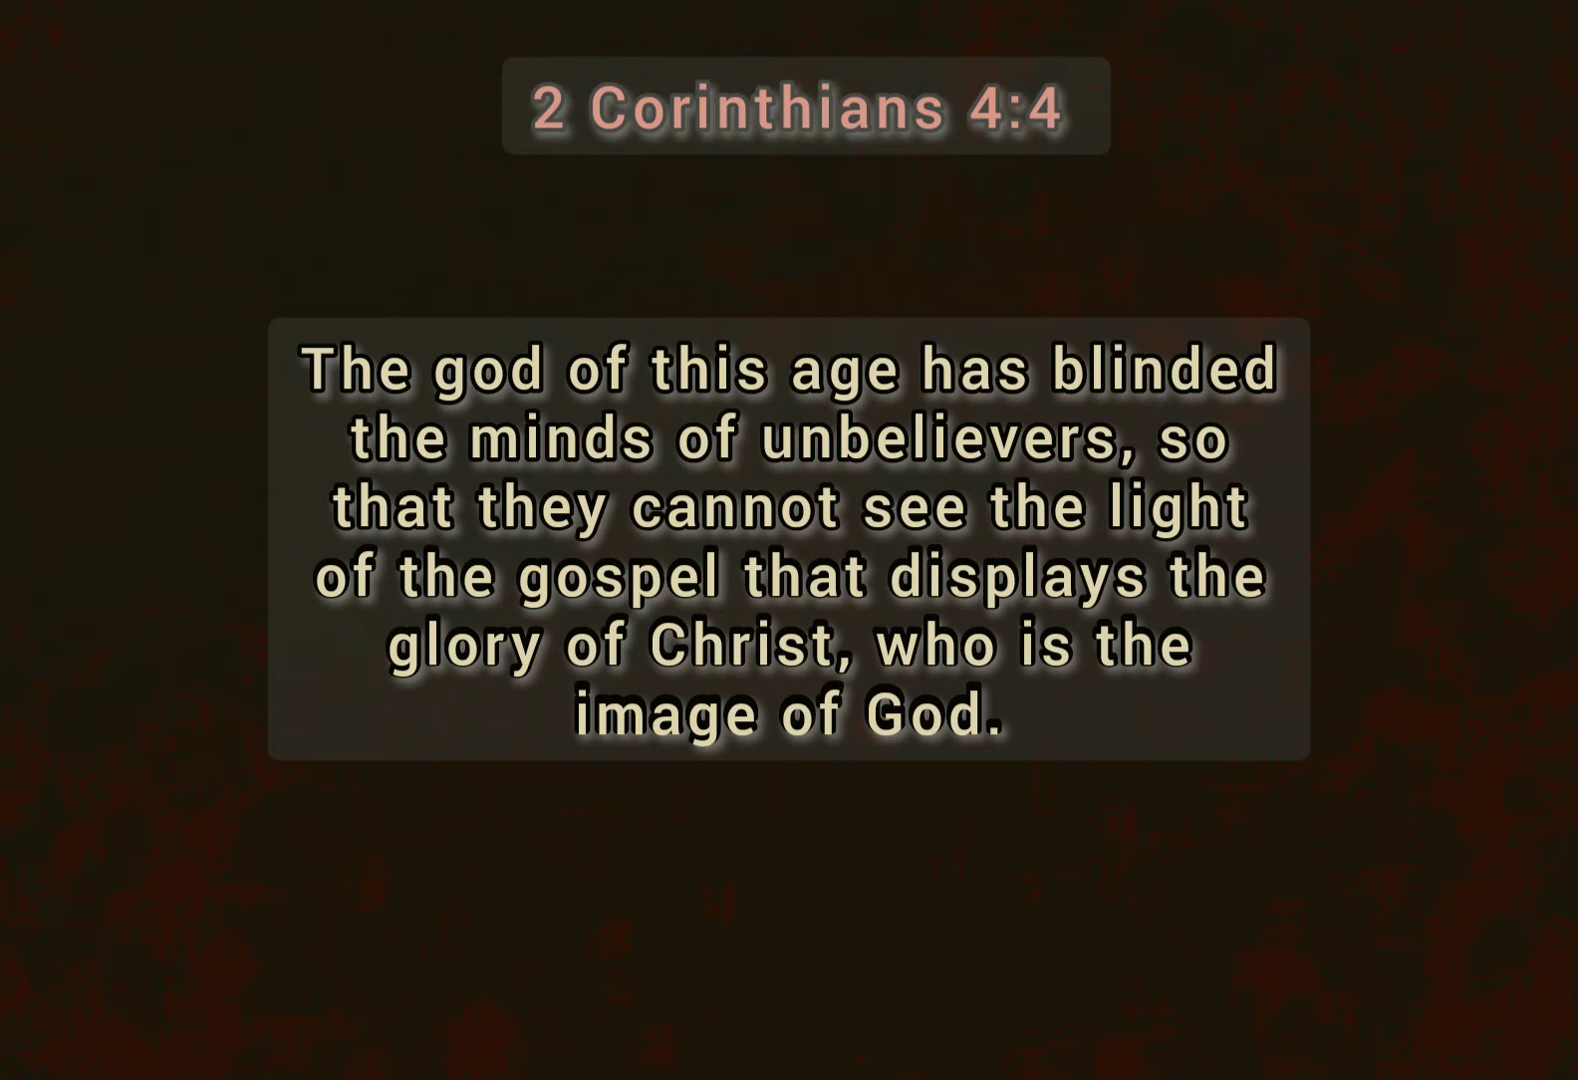 2 Corinthians 4:4
The god of this age has blinded
the minds of unbelievers, so
that they cannot see the light
of the gospel that displays the
glory of Christ, who is the
image of God.